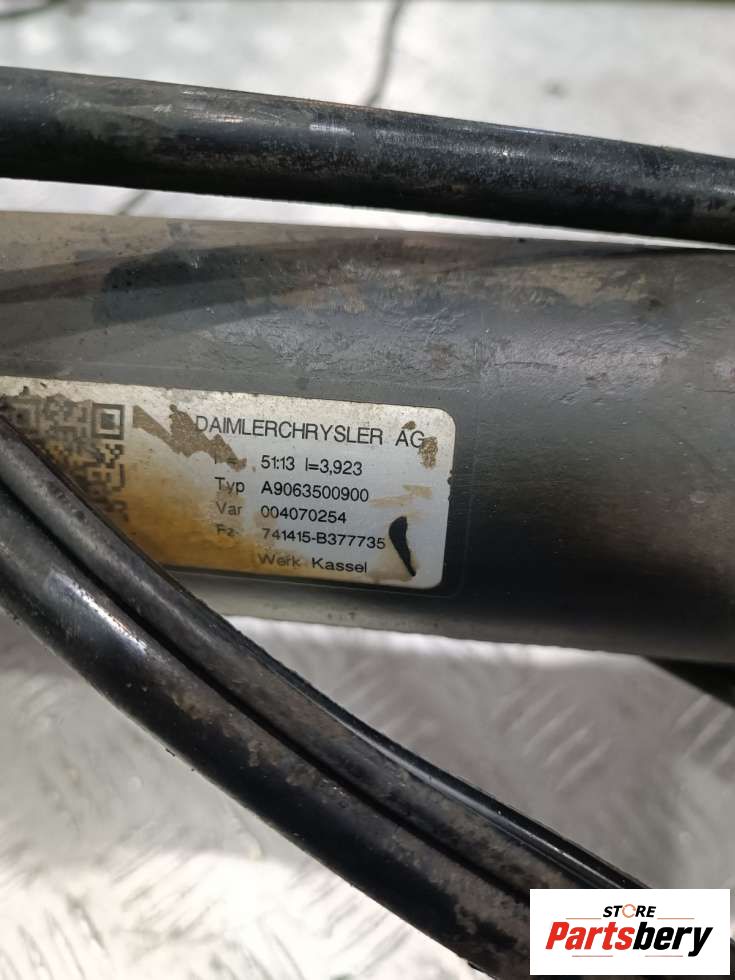 DAIMLERCHRYSLER AG
51:13 I=3,923
Typ A9063500900
Var 004070254
Fz- 741415-B377735
Werk Kassel
STORE
Partsbery